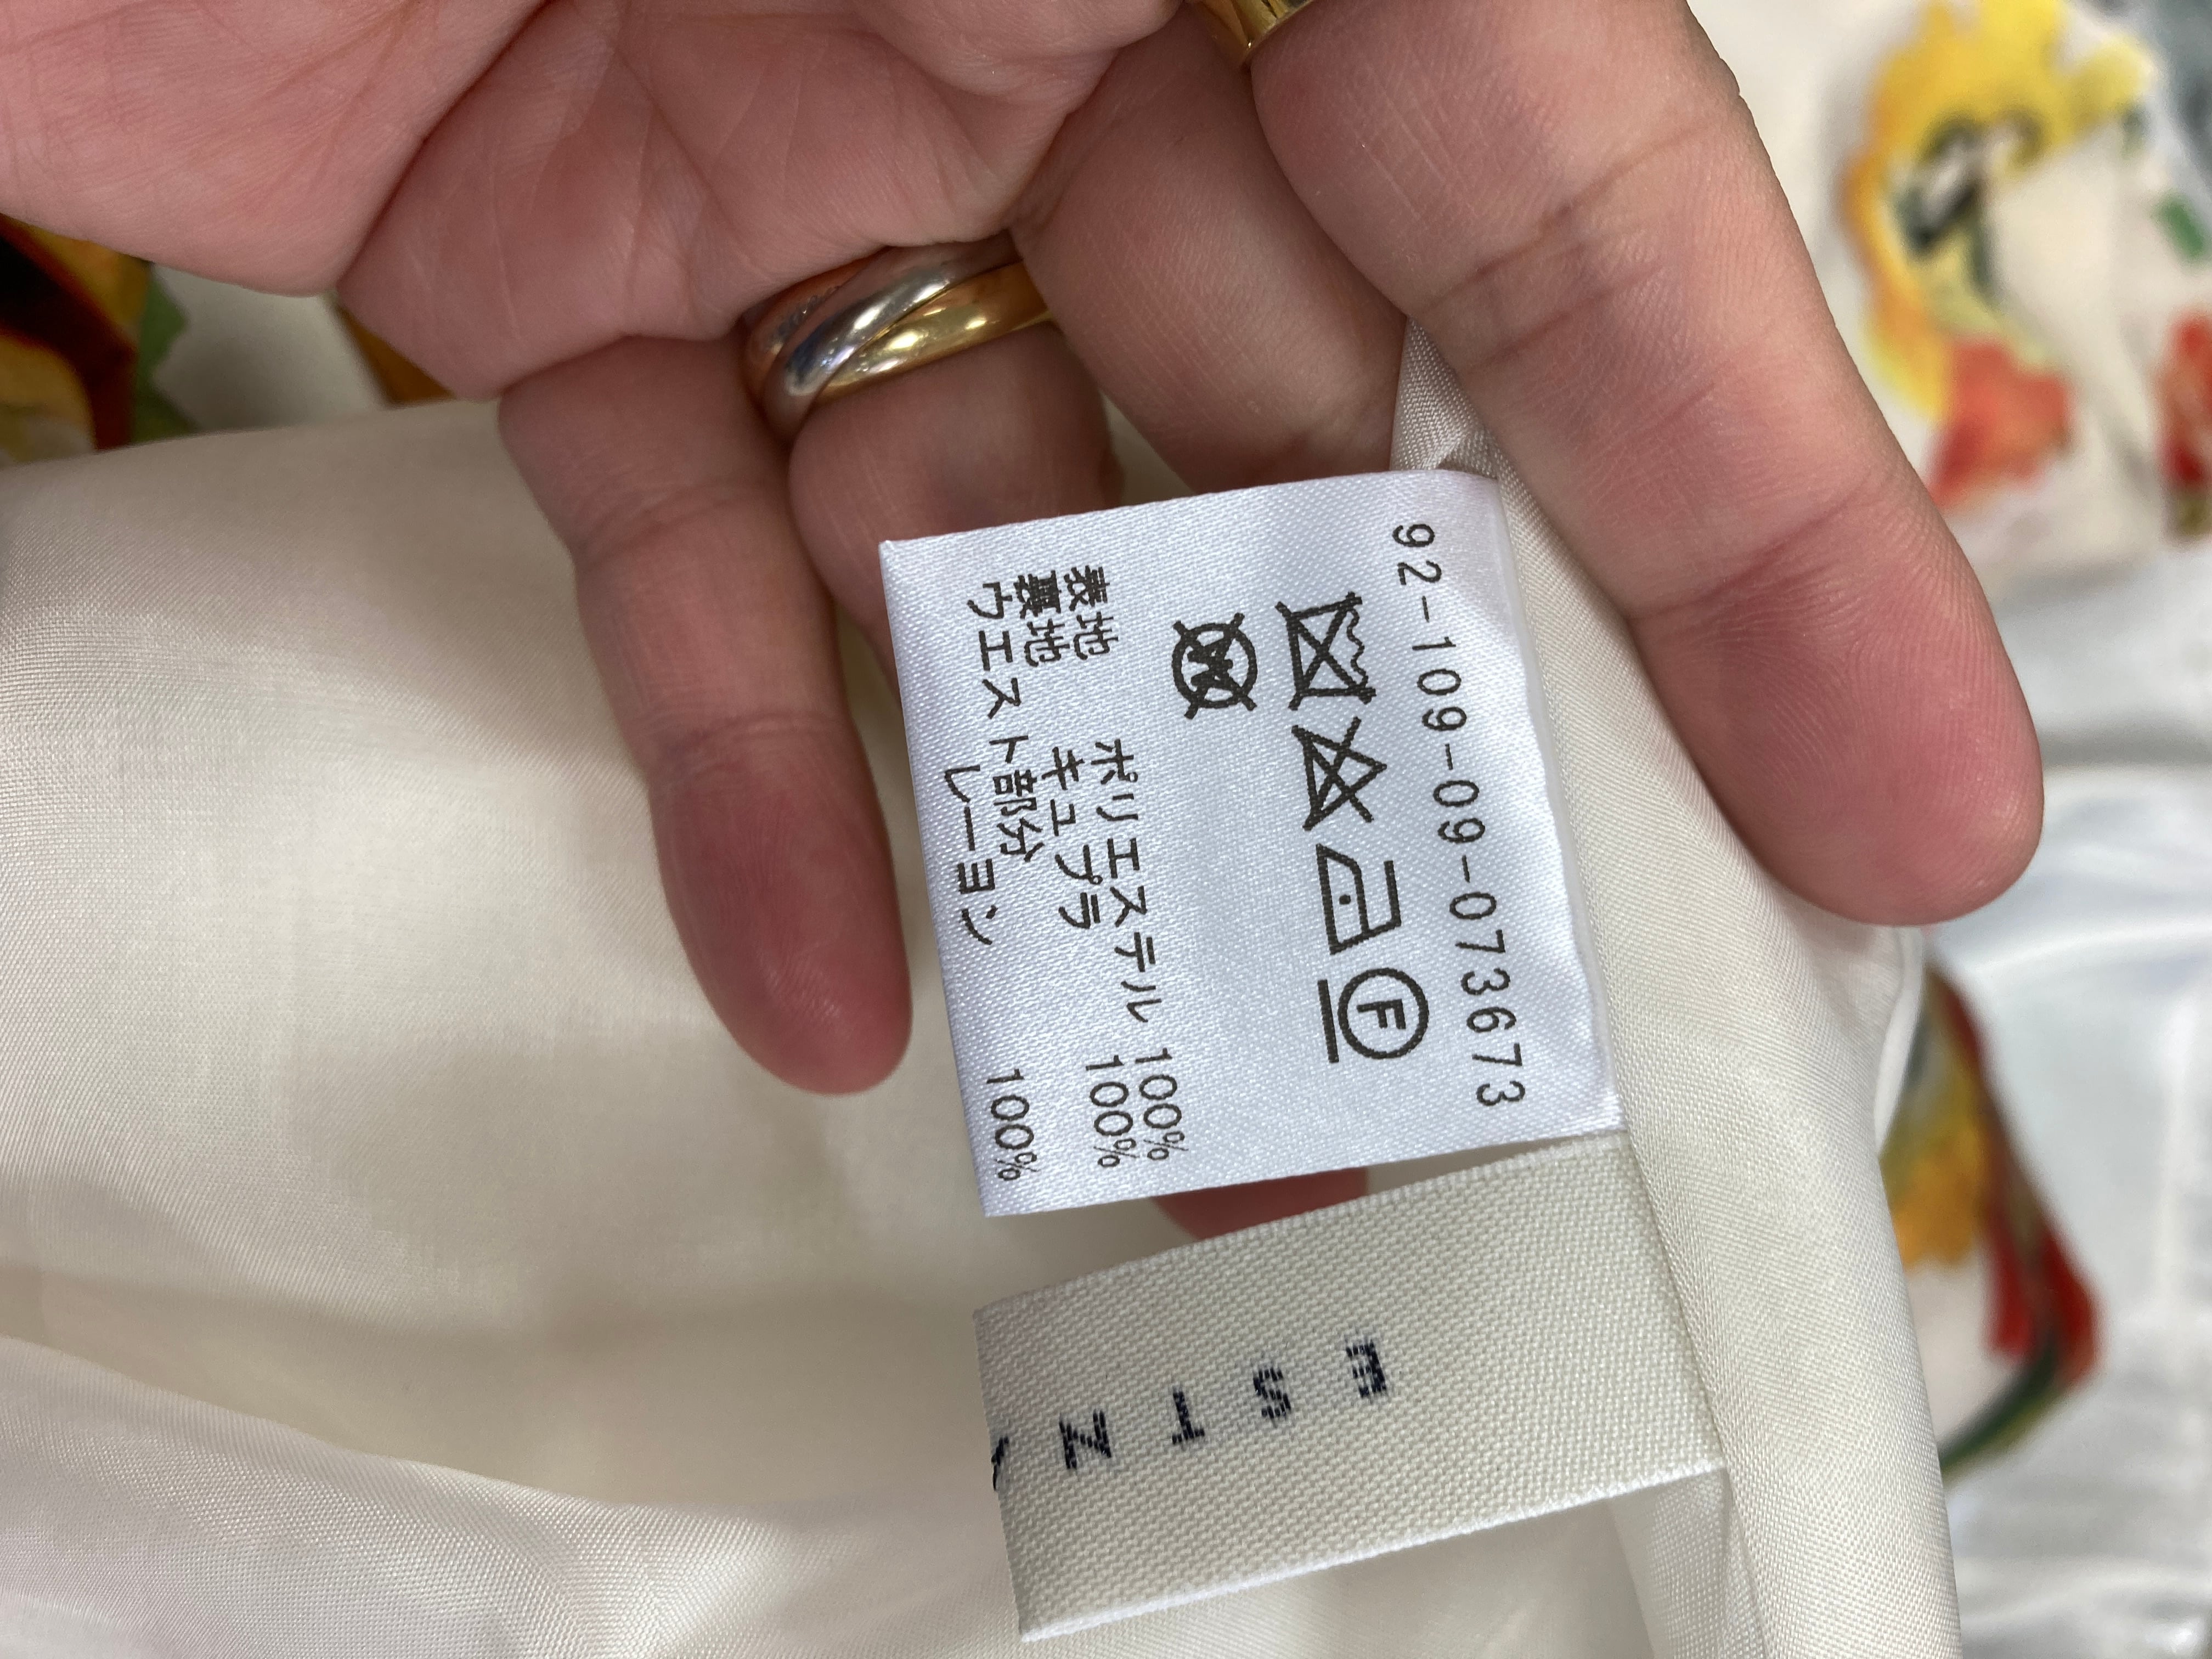 92-109-09-073673
F
W
表地 ポリエステル 100%
裏地 キュプラ 100%
ウエスト部分
レーヨン 100%